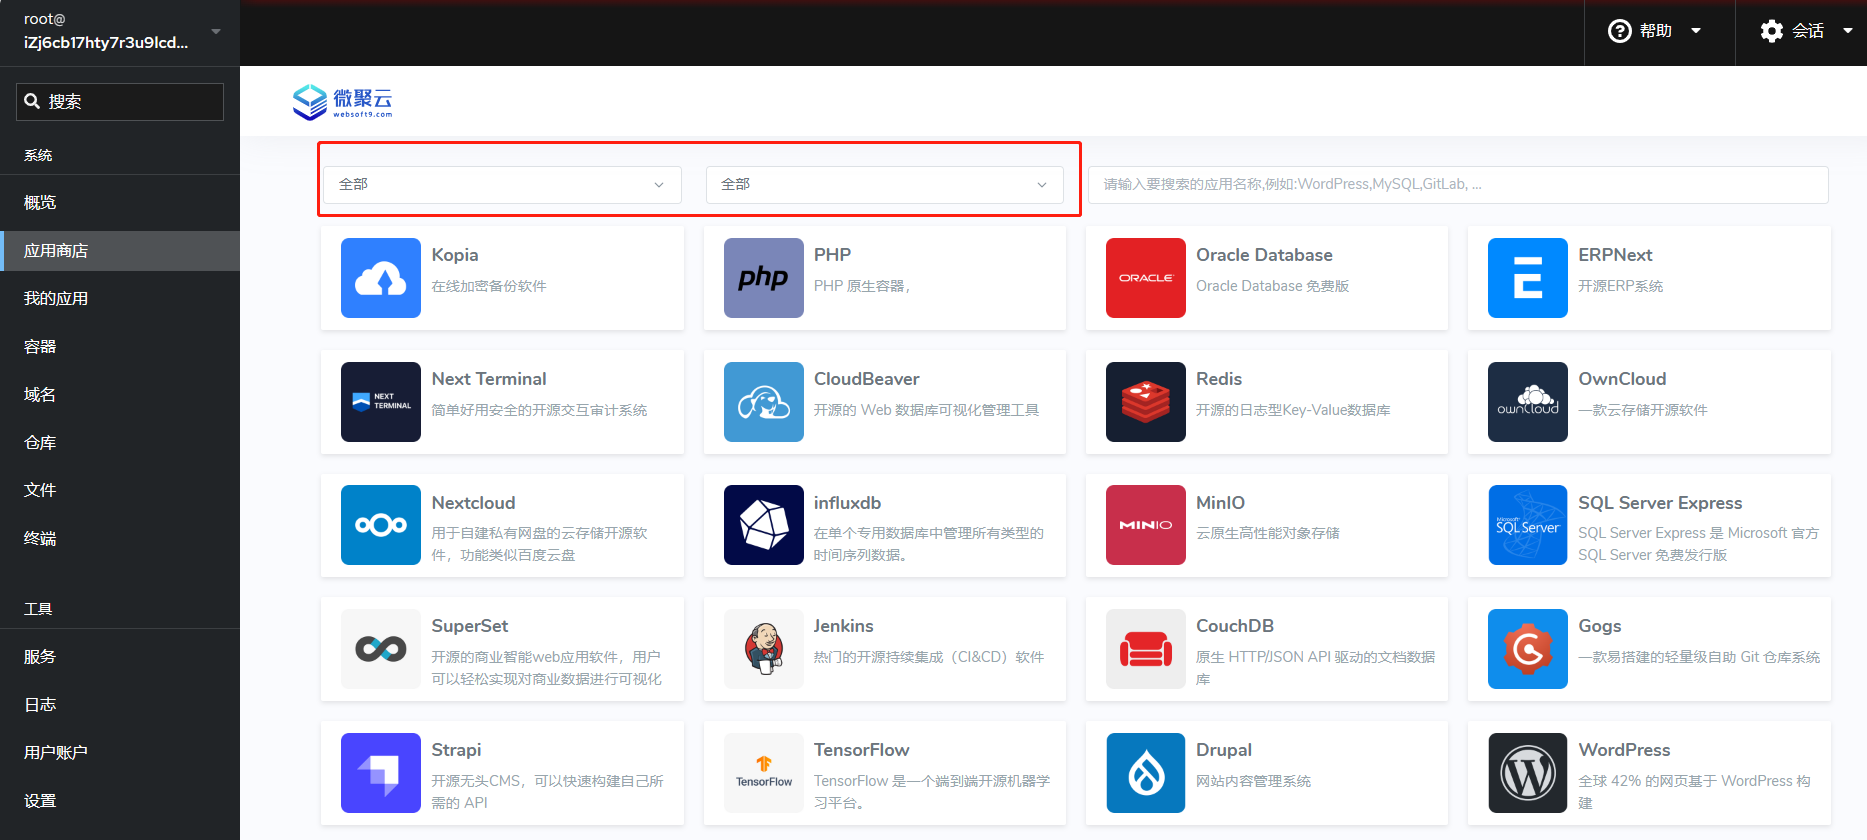 root@
iZj6cb17hty7r3u9lcd...
帮助
会话
搜索
系统
概览
应用商店
我的应用
容器
域名
仓库
文件
终端
工具
服务
日志
用户账户
设置
微聚云
websoft9.com
全部
全部
请输入要搜索的应用名称,例如:WordPress,MySQL,GitLab, ...
Kopia
在线加密备份软件
php
PHP
PHP 原生容器，
ORACLE
Oracle Database
Oracle Database 免费版
ERPNext
开源ERP系统
NEXT
TERMINAL
Next Terminal
简单好用安全的开源交互审计系统
CloudBeaver
开源的 Web 数据库可视化管理工具
Redis
开源的日志型Key-Value数据库
ownCloud
OwnCloud
一款云存储开源软件
Nextcloud
用于自建私有网盘的云存储开源软
件，功能类似百度云盘
influxdb
在单个专用数据库中管理所有类型的
时间序列数据。
MINIO
MinIO
云原生高性能对象存储
Microsoft
SQL Server
SQL Server Express
SQL Server Express 是 Microsoft 官方
SQL Server 免费发行版
SuperSet
开源的商业智能web应用软件，用户
可以轻松实现对商业数据进行可视化
Jenkins
热门的开源持续集成（CI&CD）软件
CouchDB
原生 HTTP/JSON API 驱动的文档数据
库
Gogs
一款易搭建的轻量级自助 Git 仓库系统
Strapi
开源无头CMS，可以快速构建自己所
需的 API
TensorFlow
TensorFlow
TensorFlow 是一个端到端开源机器学
习平台。
Drupal
网站内容管理系统
WordPress
全球 42% 的网页基于 WordPress 构
建